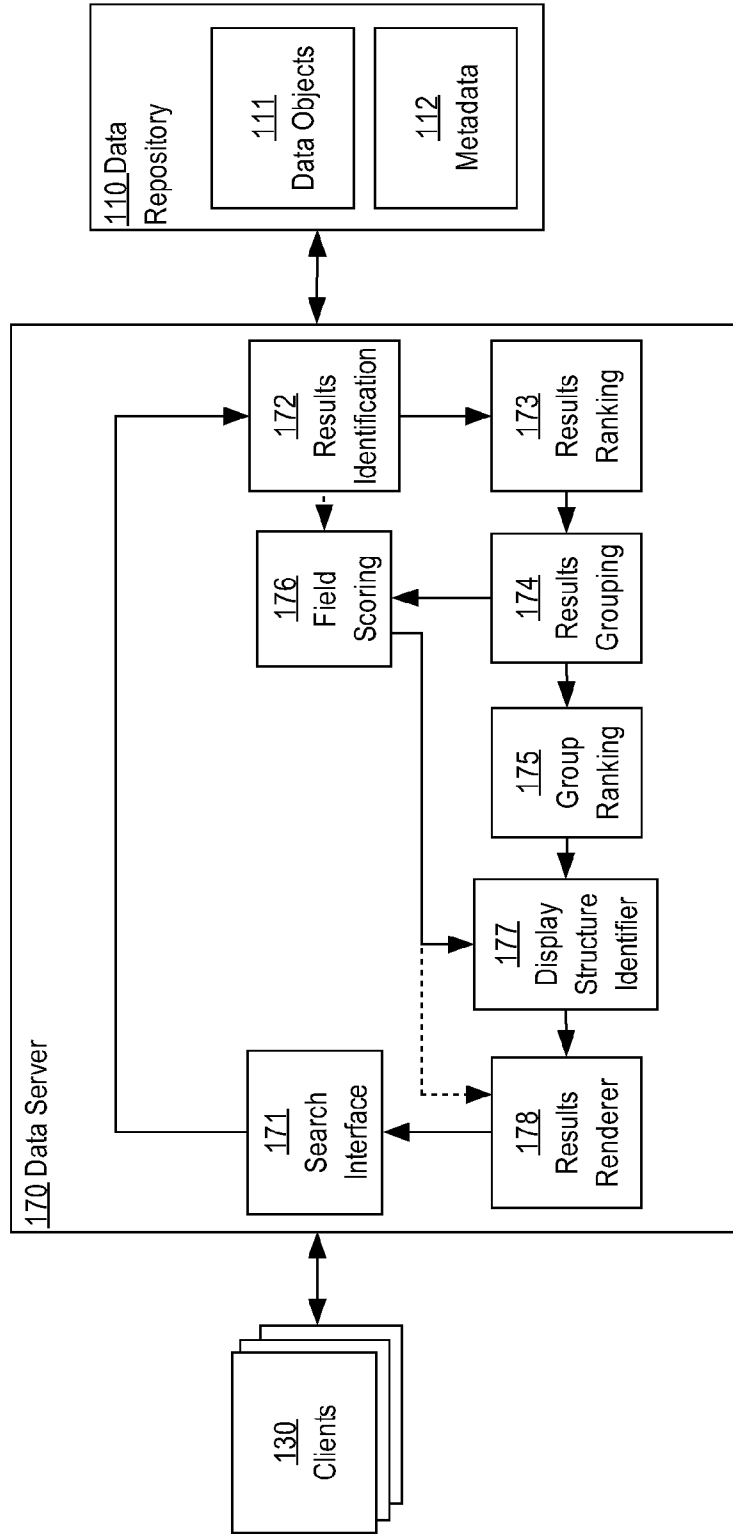 130
Clients
170 Data Server
171
Search
Interface
172
Results
Identification
176
Field
Scoring
173
Results
Ranking
174
Results
Grouping
175
Group
Ranking
177
Display
Structure
Identifier
178
Results
Renderer
110 Data
Repository
111
Data Objects
112
Metadata